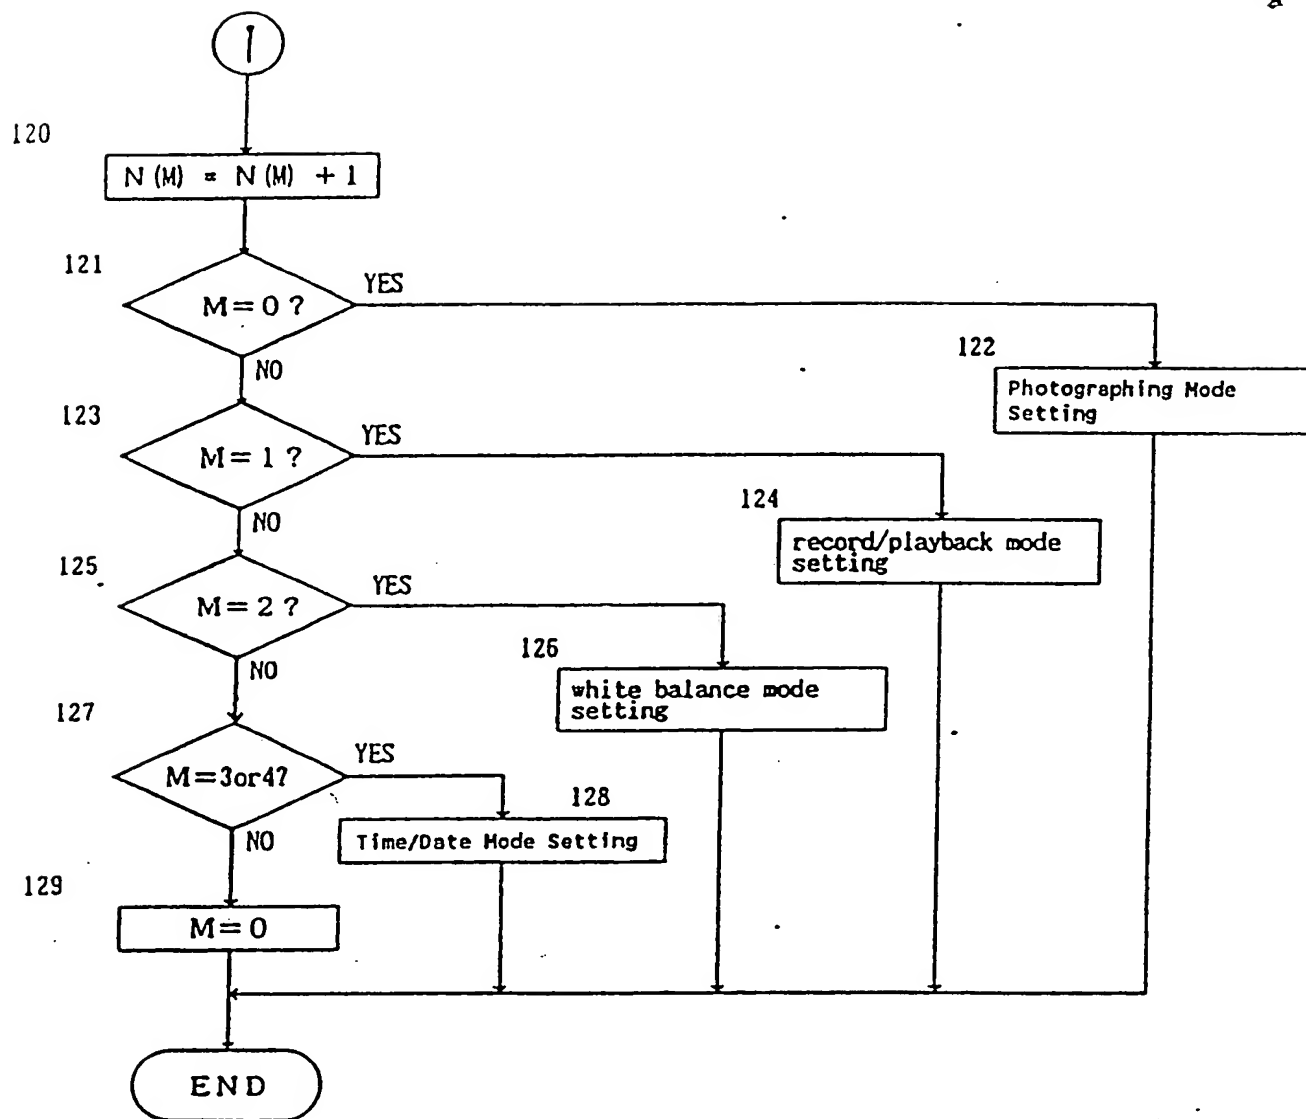 1
120
N (M) = N (M) + 1
121
M = 0 ?
YES
NO
122
Photographing Mode
Setting
123
M = 1 ?
YES
NO
124
record/playback mode
setting
125
M = 2 ?
YES
NO
126
white balance mode
setting
127
M=3or4?
YES
NO
128
Time/Date Mode Setting
129
M=0
END